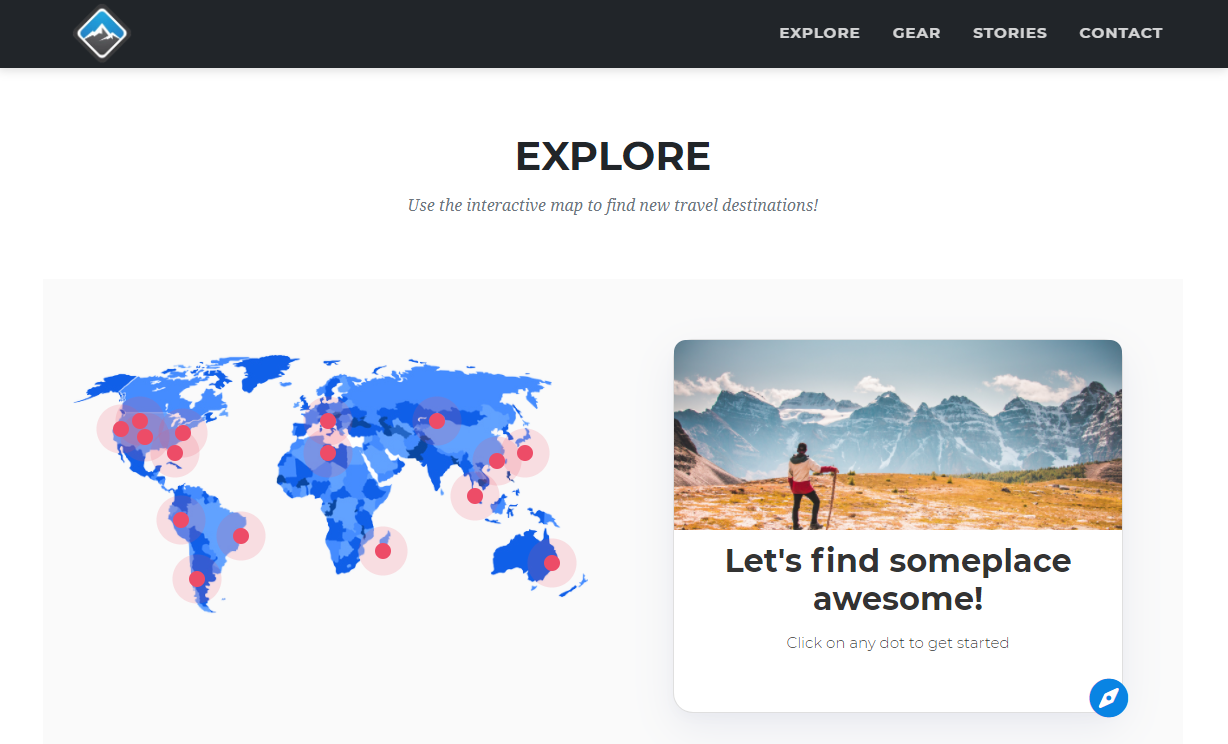 EXPLORE GEAR STORIES CONTACT
EXPLORE
Use the interactive map to find new travel destinations!
Let's find someplace
awesome!
Click on any dot to get started